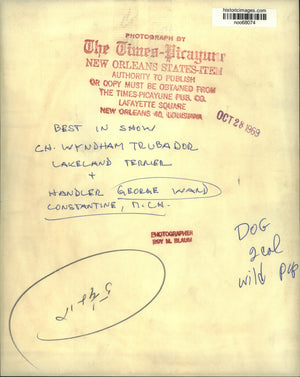 historicimages.com
noo68074
PHOTOGRAPH BY
The Times-Picayune
NEW ORLEANS STATES-ITEM
AUTHORITY TO PUBLISH
OR COPY MUST BE OBTAINED FROM
THE TIMES-PICAYUNE PUB. CO.
LAFAYETTE SQUARE
NEW ORLEANS 40, LOUISIANA
OCT 28 1969
BEST IN SHOW
CH. WYNDHAM TRUBADOR
LAKELAND TERRIER
+
HANDLER GEORGE WARD
CONSTANTINE, MICH.
PHOTOGRAPHER
ROY M. BLAUM
DOG
2 col
wild